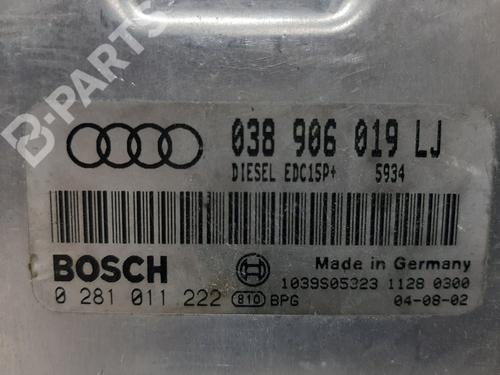 B-PARTS
038 906 019 LJ
DIESEL EDC15P+ 5934
BOSCH
Made in Germany
1039S05323 1128 0300
0 281 011 222 810 BPG 04-08-02